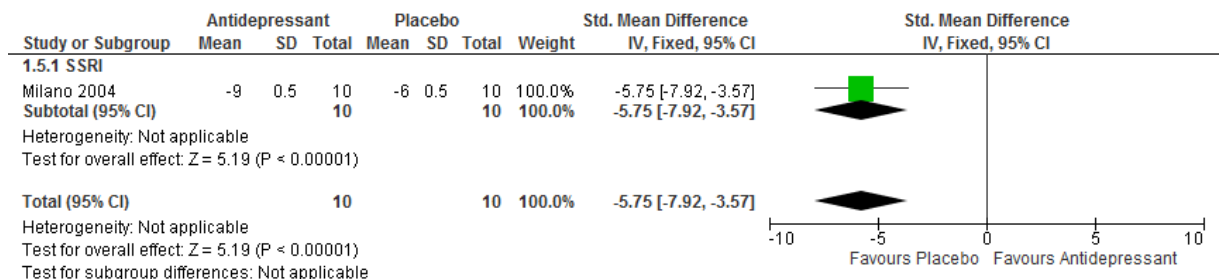 Antidepressant Placebo Std. Mean Difference Std. Mean Difference
Study or Subgroup Mean SD Total Mean SD Total Weight IV, Fixed, 95% CI IV, Fixed, 95% CI
1.5.1 SSRI
Milano 2004 -9 0.5 10 -6 0.5 10 100.0% -5.75 [-7.92, -3.57]
Subtotal (95% CI) 10 10 100.0% -5.75 [-7.92, -3.57]
Heterogeneity: Not applicable
Test for overall effect: Z = 5.19 (P < 0.00001)
Total (95% CI) 10 10 100.0% -5.75 [-7.92, -3.57]
Heterogeneity: Not applicable
Test for overall effect: Z = 5.19 (P < 0.00001)
Test for subgroup differences: Not applicable
-10 -5 0 5 10
Favours Placebo Favours Antidepressant